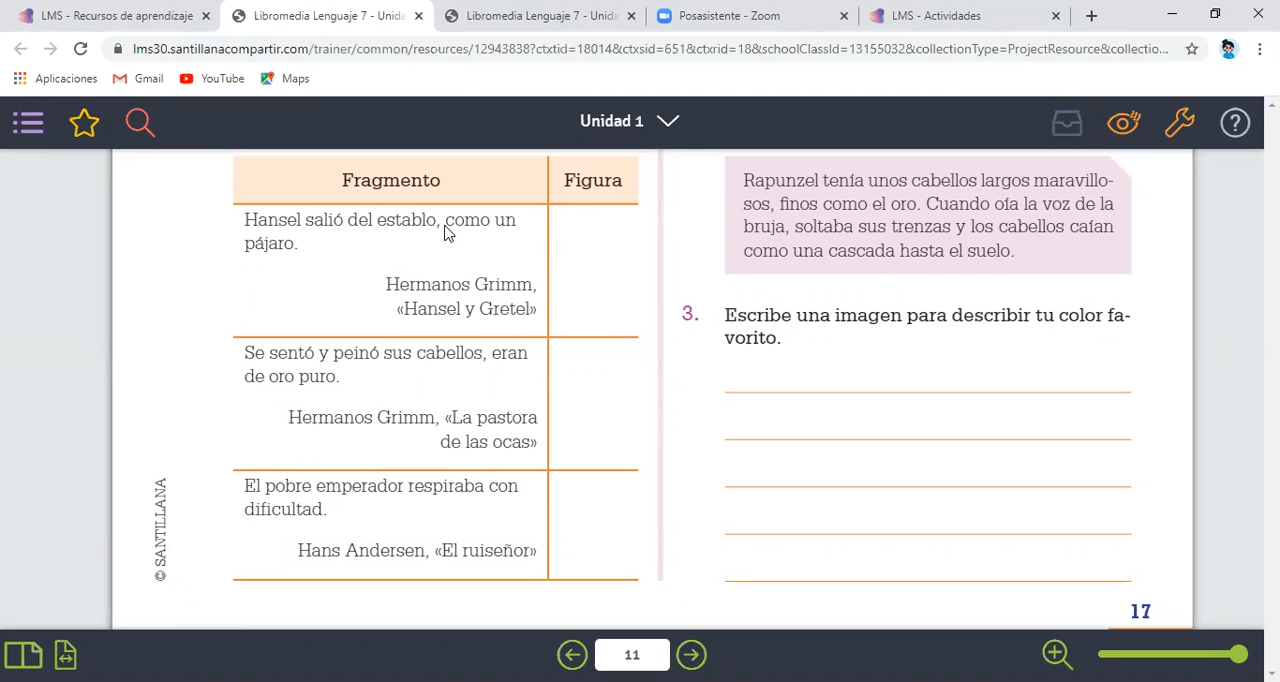 LMS - Recursos de aprendizaje
Libromedia Lenguaje 7 - Unida
Libromedia Lenguaje 7 - Unida
Posasistente - Zoom
LMS - Actividades
lms30.santillanacompartir.com/trainer/common/resources/12943838?ctxtid=18014&ctxsid=651&ctxrid=18&schoolClassId=13155032&collectionType=ProjectResource&collectio...
Aplicaciones
Gmail
YouTube
Maps
Unidad 1
Fragmento
Figura
Hansel salió del establo, como un
pájaro.
Hermanos Grimm,
«Hansel y Gretel»
Se sentó y peinó sus cabellos, eran
de oro puro.
Hermanos Grimm, «La pastora
de las ocas»
El pobre emperador respiraba con
dificultad.
Hans Andersen, «El ruiseñor»
© SANTILLANA
Rapunzel tenía unos cabellos largos maravillo-
sos, finos como el oro. Cuando oía la voz de la
bruja, soltaba sus trenzas y los cabellos caían
como una cascada hasta el suelo.
3. Escribe una imagen para describir tu color fa-
vorito.
17
11